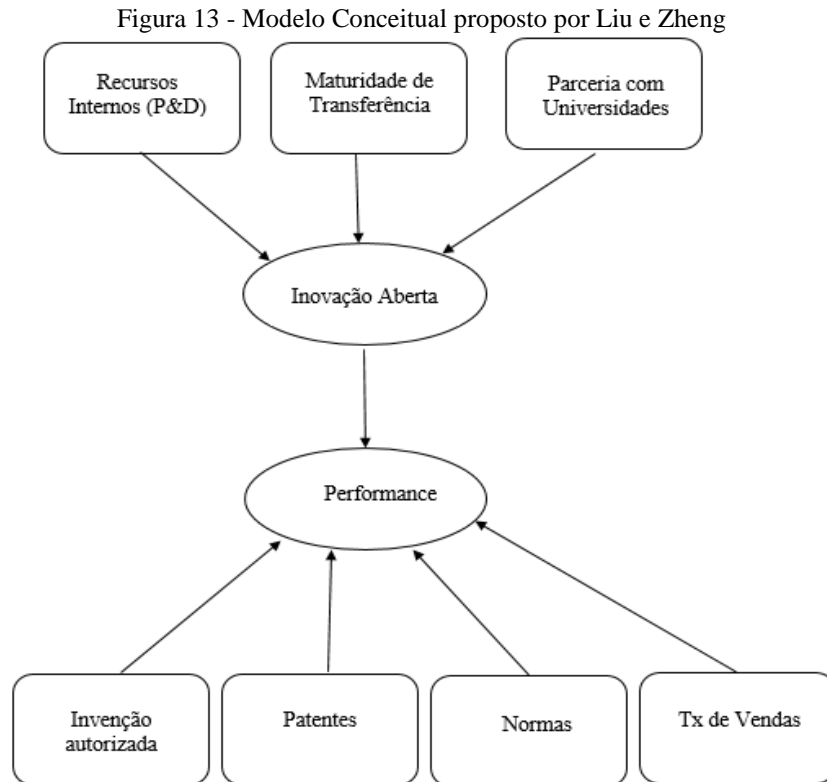 Figura 13 - Modelo Conceitual proposto por Liu e Zheng
Recursos
Internos (P&D)
Maturidade de
Transferência
Parceria com
Universidades
Inovação Aberta
Performance
Invenção
autorizada
Patentes
Normas
Tx de Vendas